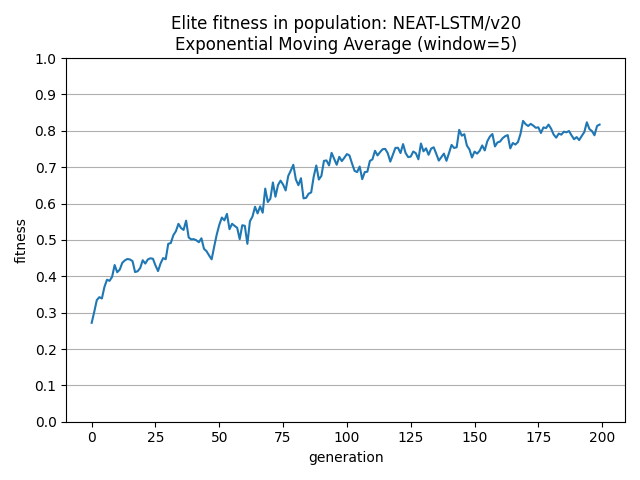 Elite fitness in population: NEAT-LSTM/v20
Exponential Moving Average (window=5)
1.0
0.9
0.8
0.7
0.6
0.5
0.4
0.3
0.2
0.1
0.0
fitness
0 25 50 75 100 125 150 175 200
generation